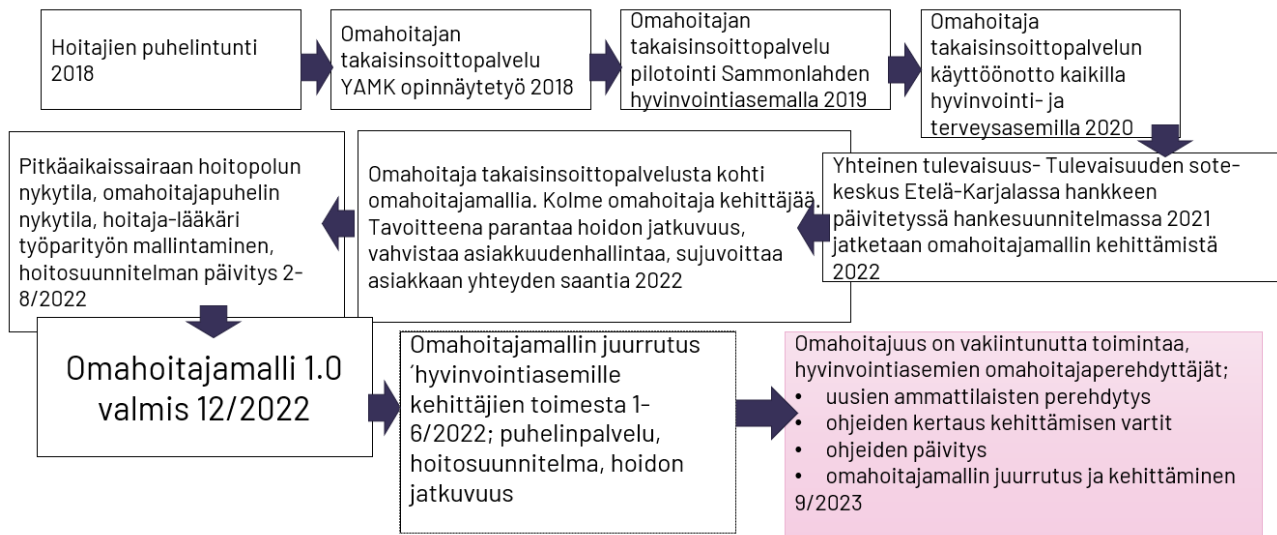 Hoitajien puhelintunti
2018
Omahoitajan
takaisinsoittopalvelu
YAMK opinnäytetyö 2018
Omahoitajan
takaisinsoittopalvelu
pilotointi Sammonlahden
hyvinvointiasemalla 2019
Omahoitaja
takaisinsoittopalvelun
käyttöönotto kaikilla
hyvinvointi- ja
terveysasemilla 2020
Yhteinen tulevaisuus- Tulevaisuuden sote-
keskus Etelä-Karjalassa hankkeen
päivitetyssä hankesuunnitelmassa 2021
jatketaan omahoitajamallin kehittämistä
2022
Omahoitaja takaisinsoittopalvelusta kohti
omahoitajamallia. Kolme omahoitaja kehittäjää.
Tavoitteena parantaa hoidon jatkuvuus,
vahvistaa asiakkuudenhallintaa, sujuvoittaa
asiakkaan yhteyden saantia 2022
Pitkäaikaissairaan hoitopolun
nykytila, omahoitajapuhelin
nykytila, hoitaja-lääkäri
työparityön mallintaminen,
hoitosuunnitelman päivitys 2-
8/2022
Omahoitajamalli 1.0
valmis 12/2022
Omahoitajamallin juurrutus
´hyvinvointiasemille
kehittäjien toimesta 1-
6/2022; puhelinpalvelu,
hoitosuunnitelma, hoidon
jatkuvuus
Omahoitajuus on vakiintunutta toimintaa,
hyvinvointiasemien omahoitajaperehdyttäjät;
• uusien ammattilaisten perehdytys
• ohjeiden kertaus kehittämisen vartit
• ohjeiden päivitys
• omahoitajamallin juurrutus ja kehittäminen
9/2023